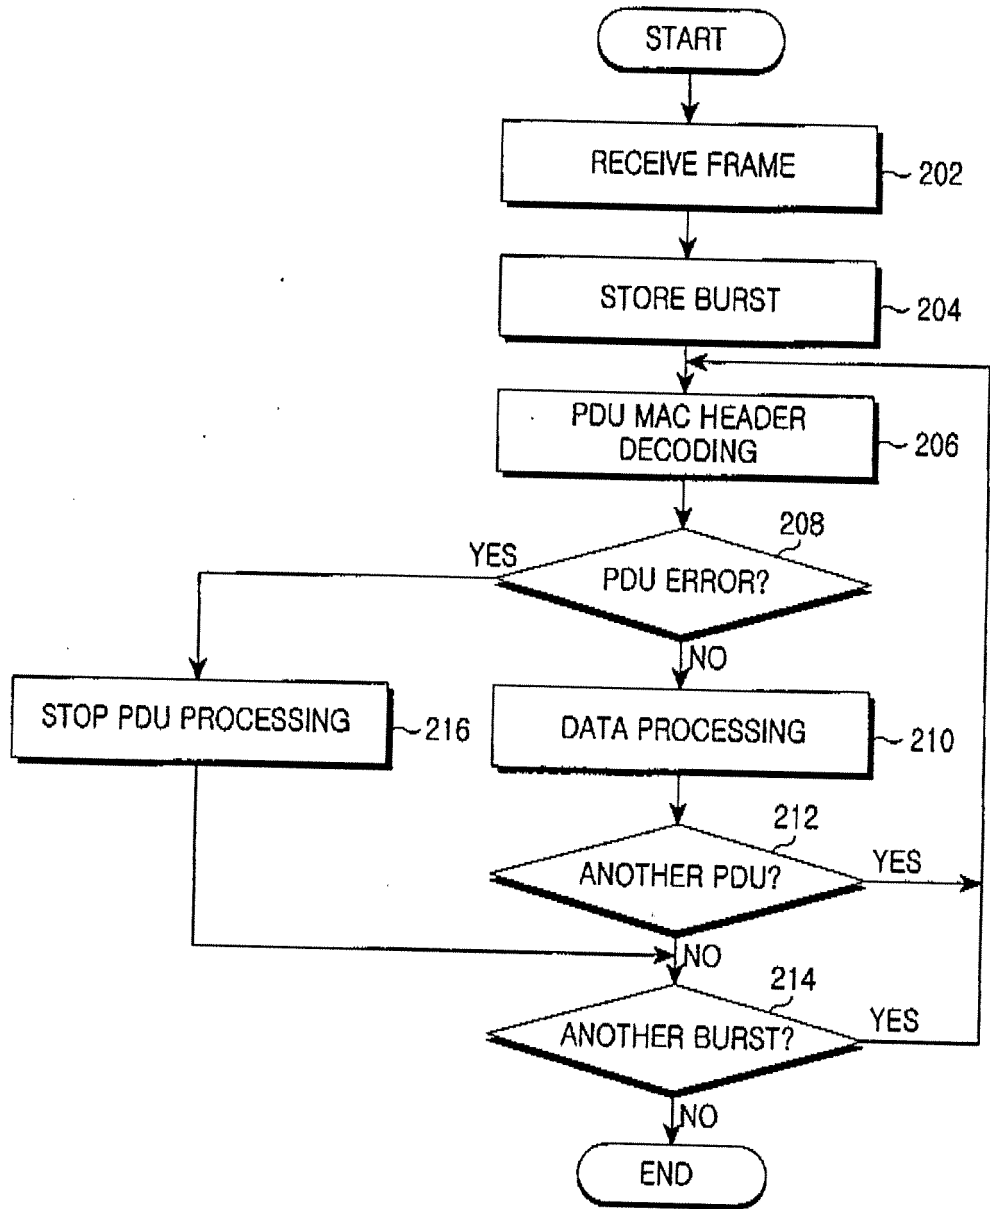 START
RECEIVE FRAME
202
STORE BURST
204
PDU MAC HEADER
DECODING
206
208
YES
PDU ERROR?
NO
STOP PDU PROCESSING
216
DATA PROCESSING
210
212
ANOTHER PDU?
YES
NO
214
ANOTHER BURST?
YES
NO
END